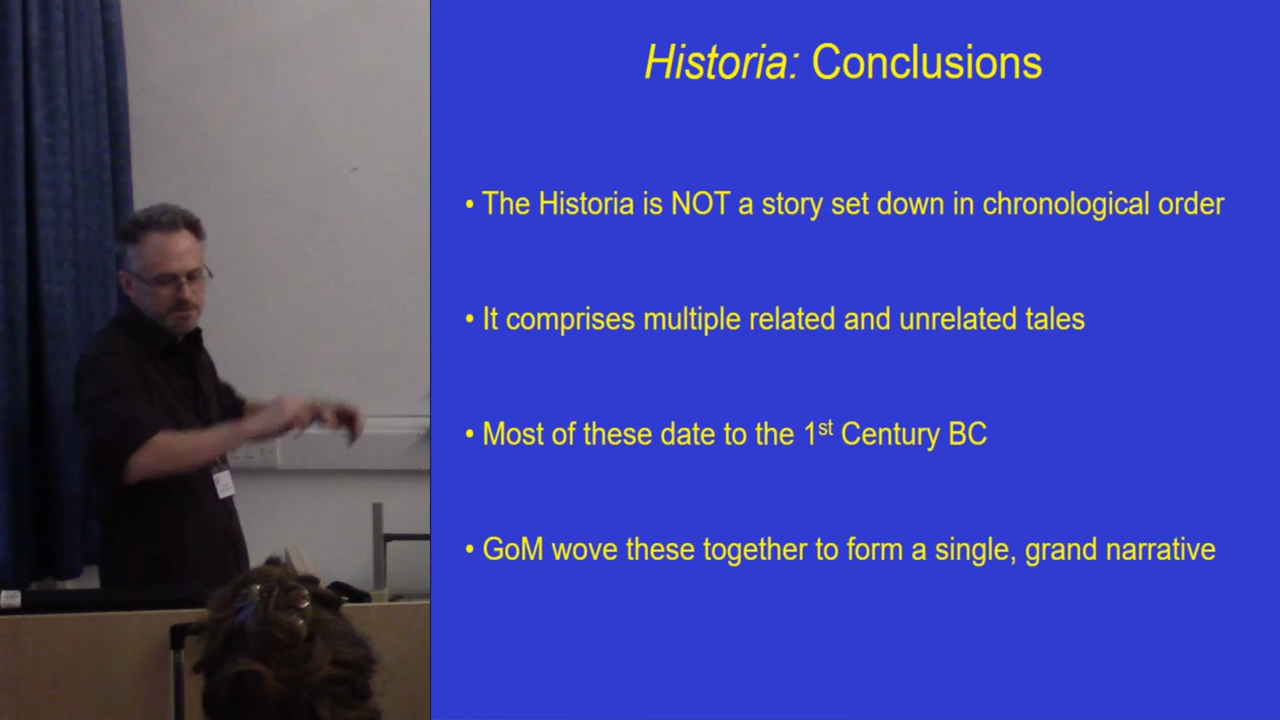 Historia: Conclusions
• The Historia is NOT a story set down in chronological order
• It comprises multiple related and unrelated tales
• Most of these date to the 1st Century BC
• GoM wove these together to form a single, grand narrative